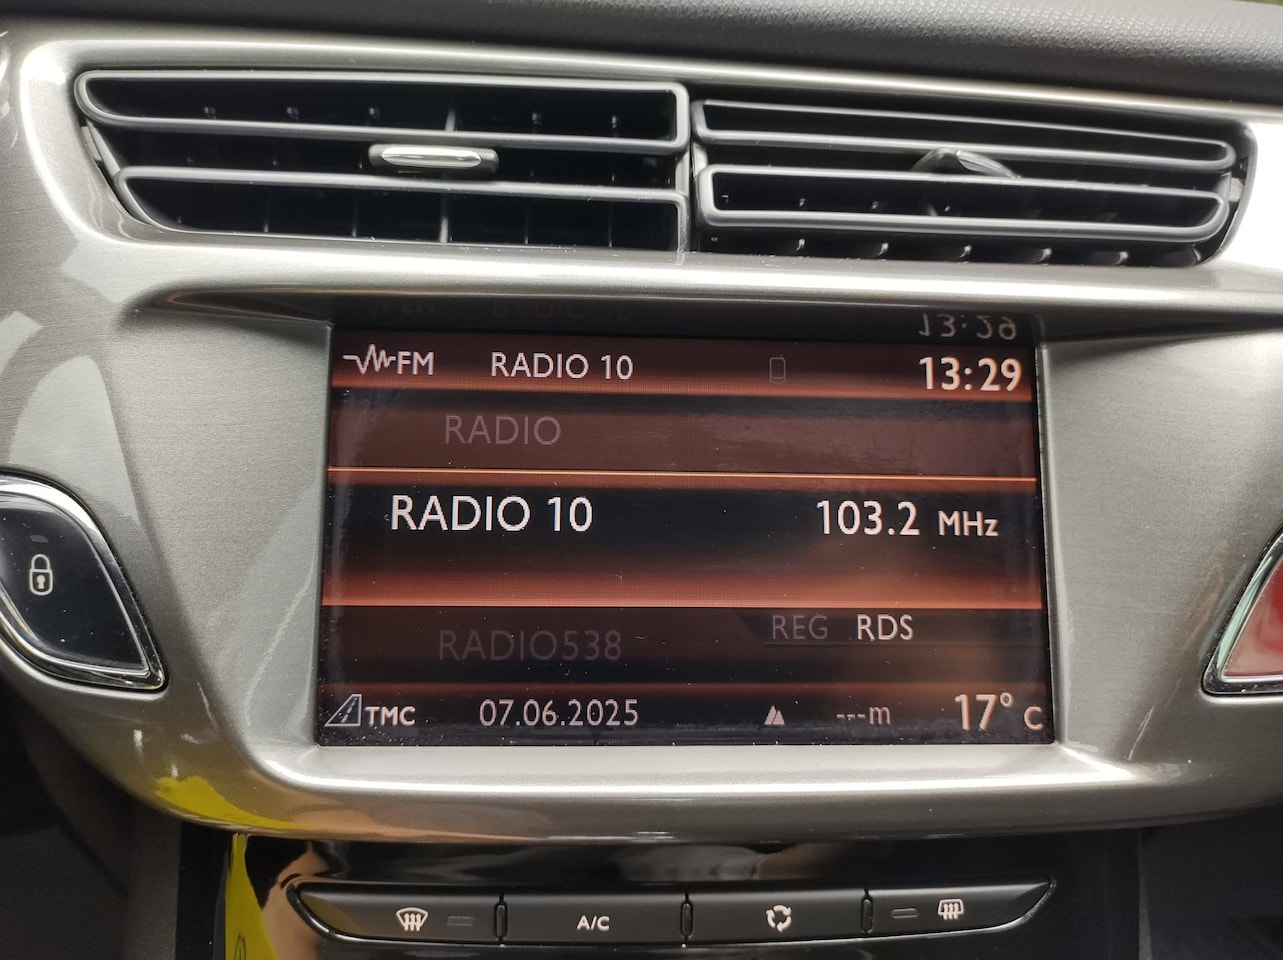 FM RADIO 10 13:29
RADIO
RADIO 10 103.2 MHz
REG RDS
RADIO538
TMC 07.06.2025 ---m 17° C
A/C